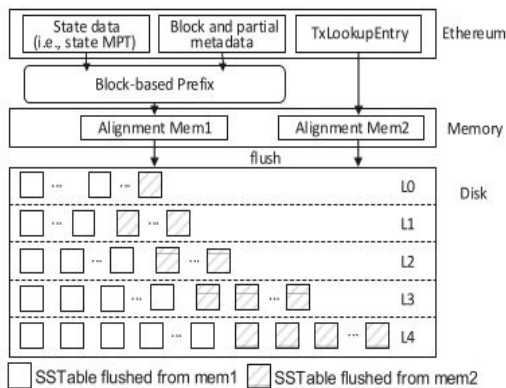 State data
(i.e., state MPT)
Block and partial
metadata
TxLookupEntry
Ethereum
Block-based Prefix
Alignment Mem1
Alignment Mem2
Memory
flush
L0
Disk
L1
L2
L3
L4
SSTable flushed from mem1
SSTable flushed from mem2